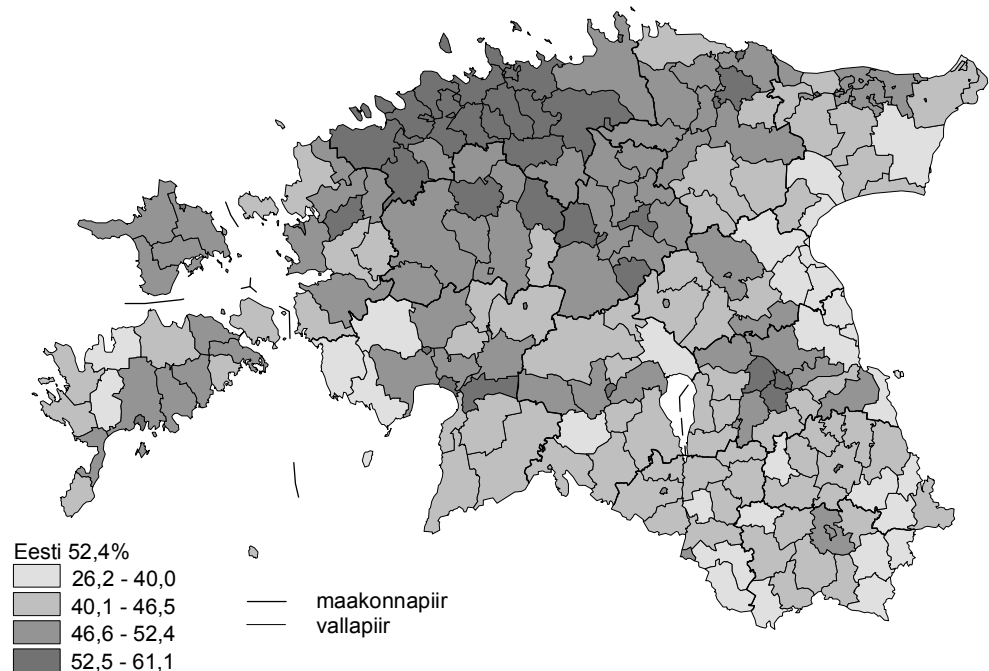 Eesti 52,4%
26,2 - 40,0
40,1 - 46,5
46,6 - 52,4
52,5 - 61,1
maakonnapiir
vallapiir